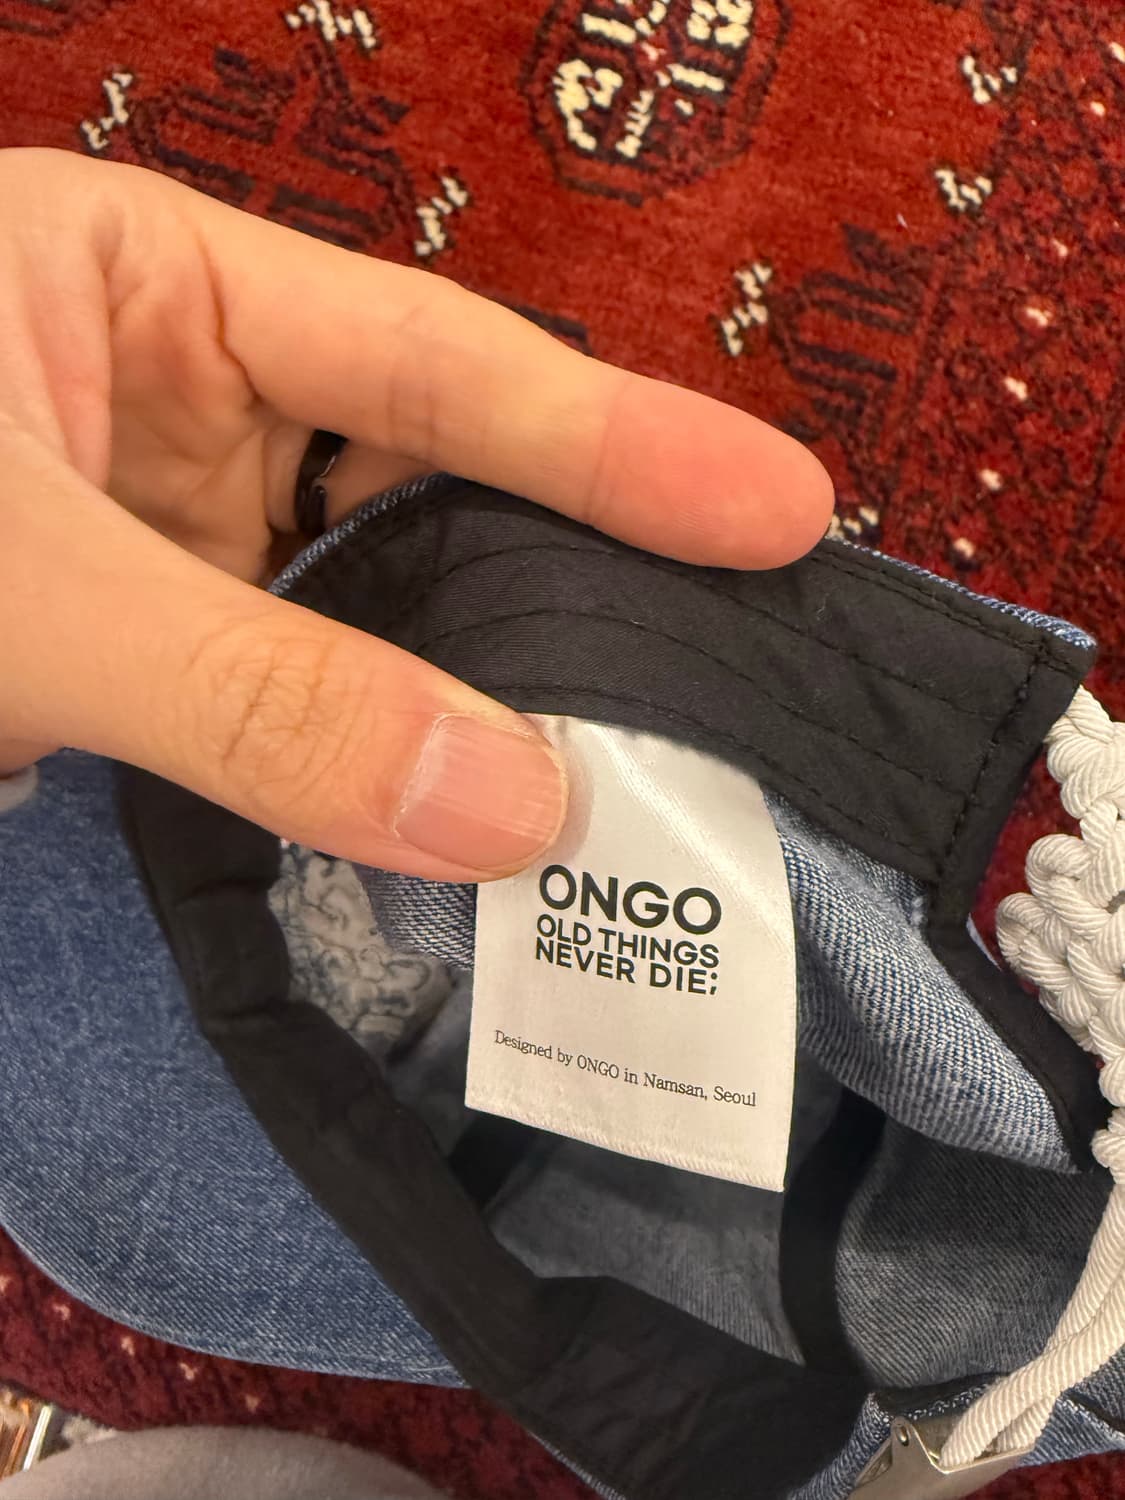 ONGO
OLD THINGS
NEVER DIE;
Designed by ONGO in Namsan, Seoul